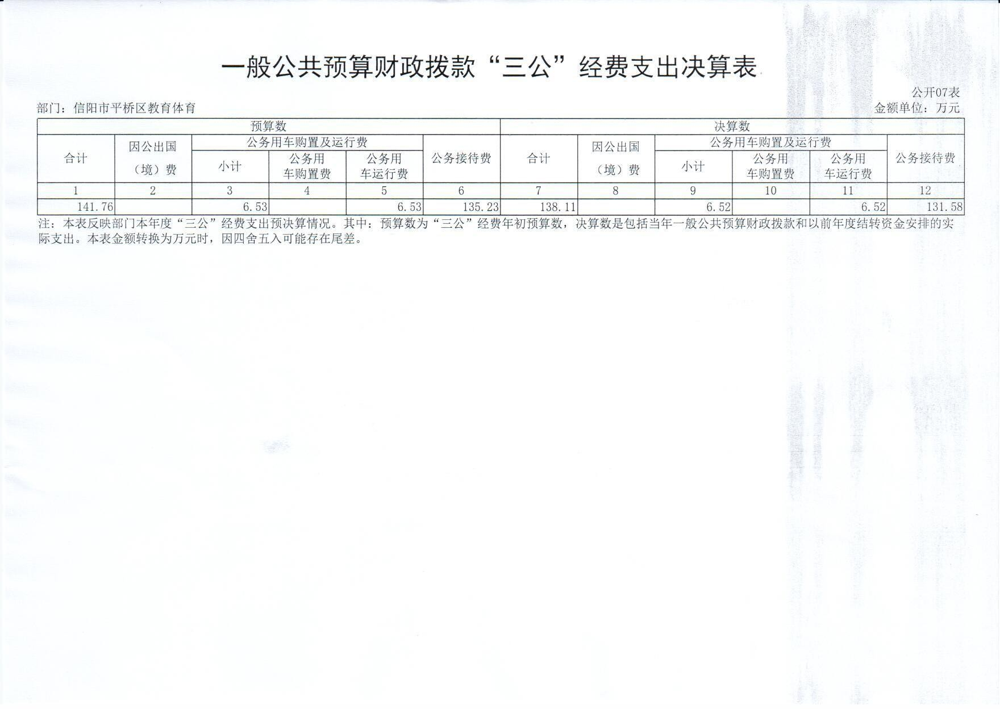 一般公共预算财政拨款“三公”经费支出决算表
公开07表
部门：信阳市平桥区教育体育
金额单位：万元
预算数 决算数
合计 因公出国（境）费 公务用车购置及运行费 公务接待费 合计 因公出国（境）费 公务用车购置及运行费 公务接待费
小计 公务用车购置费 公务用车运行费 小计 公务用车购置费 公务用车运行费
1 2 3 4 5 6 7 8 9 10 11 12
141.76 6.53 6.53 135.23 138.11 6.52 6.52 131.58
注：本表反映部门本年度“三公”经费支出预决算情况。其中：预算数为“三公”经费年初预算数，决算数是包括当年一般公共预算财政拨款和以前年度结转资金安排的实
际支出。本表金额转换为万元时，因四舍五入可能存在尾差。